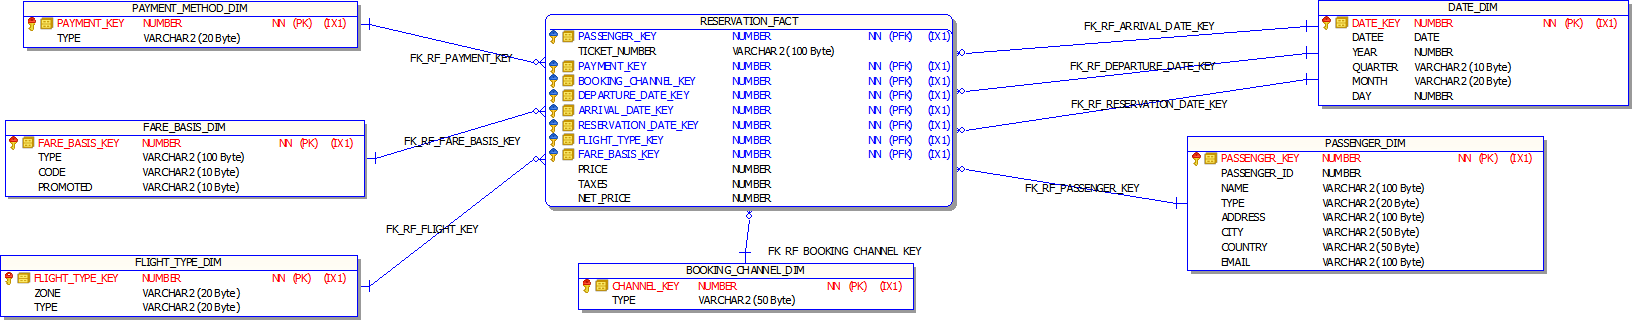 PAYMENT_METHOD_DIM
PAYMENT_KEY NUMBER NN (PK) (IX1)
TYPE VARCHAR2 (20 Byte)
FK_RF_PAYMENT_KEY
FARE_BASIS_DIM
FARE_BASIS_KEY NUMBER NN (PK) (IX1)
TYPE VARCHAR2 (100 Byte)
CODE VARCHAR2 (10 Byte)
PROMOTED VARCHAR2 (10 Byte)
FK_RF_FARE_BASIS_KEY
FLIGHT_TYPE_DIM
FLIGHT_TYPE_KEY NUMBER NN (PK) (IX1)
ZONE VARCHAR2 (20 Byte)
TYPE VARCHAR2 (20 Byte)
FK_RF_FLIGHT_KEY
RESERVATION_FACT
PASSENGER_KEY NUMBER NN (PFK) (IX1)
TICKET_NUMBER VARCHAR2 (100 Byte)
PAYMENT_KEY NUMBER NN (PFK) (IX1)
BOOKING_CHANNEL_KEY NUMBER NN (PFK) (IX1)
DEPARTURE_DATE_KEY NUMBER NN (PFK) (IX1)
ARRIVAL_DATE_KEY NUMBER NN (PFK) (IX1)
RESERVATION_DATE_KEY NUMBER NN (PFK) (IX1)
FLIGHT_TYPE_KEY NUMBER NN (PFK) (IX1)
FARE_BASIS_KEY NUMBER NN (PFK) (IX1)
PRICE NUMBER
TAXES NUMBER
NET_PRICE NUMBER
FK_RF_BOOKING_CHANNEL_KEY
BOOKING_CHANNEL_DIM
CHANNEL_KEY NUMBER NN (PK) (IX1)
TYPE VARCHAR2 (50 Byte)
FK_RF_ARRIVAL_DATE_KEY
FK_RF_DEPARTURE_DATE_KEY
FK_RF_RESERVATION_DATE_KEY
FK_RF_PASSENGER_KEY
DATE_DIM
DATE_KEY NUMBER NN (PK) (IX1)
DATEE DATE
YEAR NUMBER
QUARTER VARCHAR2 (10 Byte)
MONTH VARCHAR2 (20 Byte)
DAY NUMBER
PASSENGER_DIM
PASSENGER_KEY NUMBER NN (PK) (IX1)
PASSENGER_ID NUMBER
NAME VARCHAR2 (100 Byte)
TYPE VARCHAR2 (20 Byte)
ADDRESS VARCHAR2 (100 Byte)
CITY VARCHAR2 (50 Byte)
COUNTRY VARCHAR2 (50 Byte)
EMAIL VARCHAR2 (100 Byte)